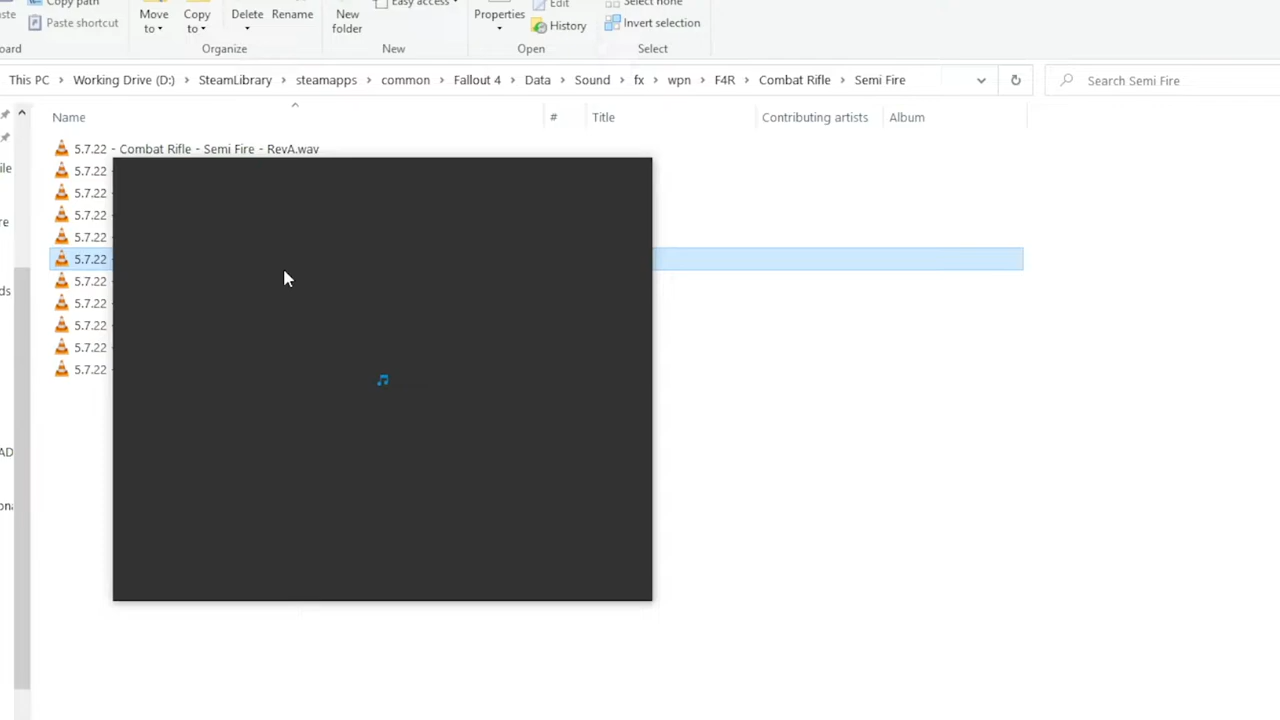 Copy path
Easy access
Edit
Select none
Paste shortcut
Move to
Copy to
Delete
Rename
New folder
Properties
History
Invert selection
Organize
New
Open
Select
This PC > Working Drive (D:) > SteamLibrary > steamapps > common > Fallout 4 > Data > Sound > fx > wpn > F4R > Combat Rifle > Semi Fire
Search Semi Fire
Name
#
Title
Contributing artists
Album
5.7.22 - Combat Rifle - Semi Fire - RevA.wav
5.7.22
5.7.22
5.7.22
5.7.22
5.7.22
5.7.22
5.7.22
5.7.22
5.7.22
5.7.22